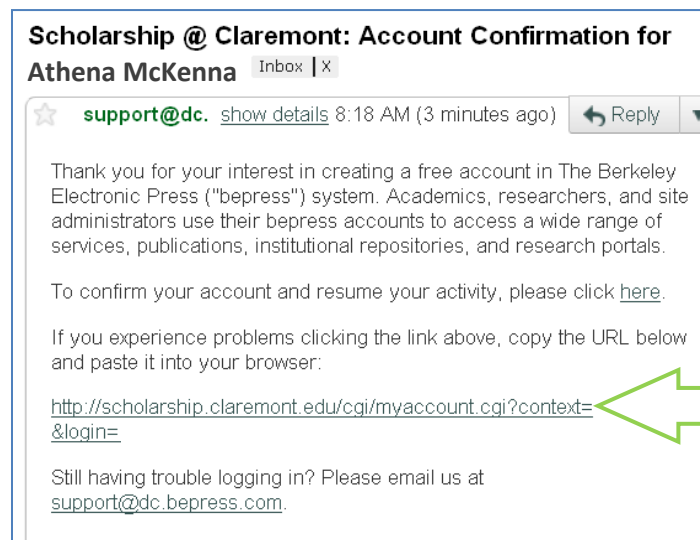 Scholarship @ Claremont: Account Confirmation for
Athena McKenna Inbox | X
support@dc. show details 8:18 AM (3 minutes ago) Reply
Thank you for your interest in creating a free account in The Berkeley
Electronic Press ("bepress") system. Academics, researchers, and site
administrators use their bepress accounts to access a wide range of
services, publications, institutional repositories, and research portals.
To confirm your account and resume your activity, please click here.
If you experience problems clicking the link above, copy the URL below
and paste it into your browser:
http://scholarship.claremont.edu/cgi/myaccount.cgi?context=
&login=
Still having trouble logging in? Please email us at
support@dc.bepress.com.